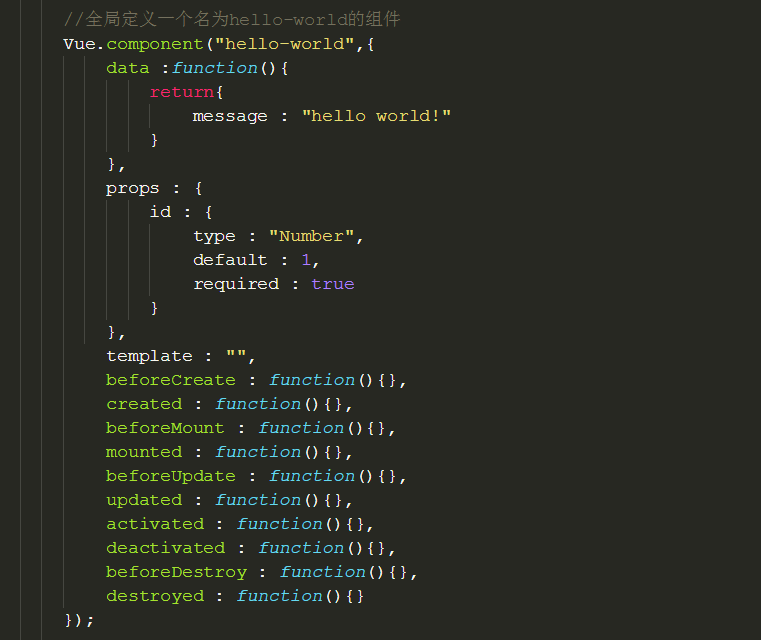 //全局定义一个名为hello-world的组件
Vue.component("hello-world",{
data :function(){
return{
message : "hello world!"
}
},
props : {
id : {
type : "Number",
default : 1,
required : true
}
},
template : "",
beforeCreate : function(){},
created : function(){},
beforeMount : function(){},
mounted : function(){},
beforeUpdate : function(){},
updated : function(){},
activated : function(){},
deactivated : function(){},
beforeDestroy : function(){},
destroyed : function(){}
});